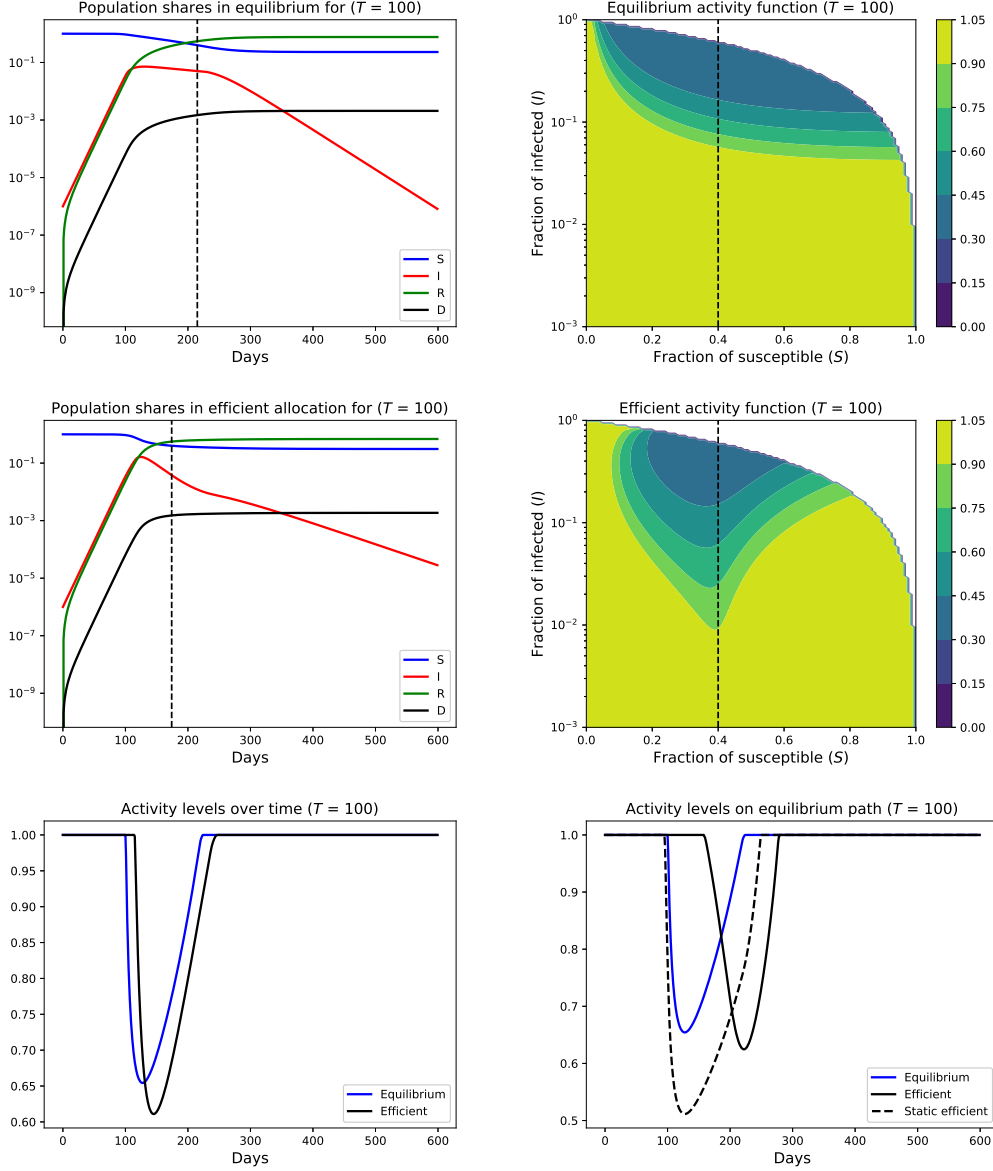 Population shares in equilibrium for (T = 100)
10⁻¹
10⁻³
10⁻⁵
10⁻⁷
10⁻⁹
S
I
R
D
0 100 200 300 400 500 600
Days
Equilibrium activity function (T = 100)
Fraction of infected (I)
10⁰
10⁻¹
10⁻²
10⁻³
0.0 0.2 0.4 0.6 0.8 1.0
Fraction of susceptible (S)
1.05
0.90
0.75
0.60
0.45
0.30
0.15
0.00
Population shares in efficient allocation for (T = 100)
10⁻¹
10⁻³
10⁻⁵
10⁻⁷
10⁻⁹
S
I
R
D
0 100 200 300 400 500 600
Days
Efficient activity function (T = 100)
Fraction of infected (I)
10⁰
10⁻¹
10⁻²
10⁻³
0.0 0.2 0.4 0.6 0.8 1.0
Fraction of susceptible (S)
1.05
0.90
0.75
0.60
0.45
0.30
0.15
0.00
Activity levels over time (T = 100)
1.00
0.95
0.90
0.85
0.80
0.75
0.70
0.65
0.60
Equilibrium
Efficient
0 100 200 300 400 500 600
Days
Activity levels on equilibrium path (T = 100)
1.0
0.9
0.8
0.7
0.6
0.5
Equilibrium
Efficient
Static efficient
0 100 200 300 400 500 600
Days